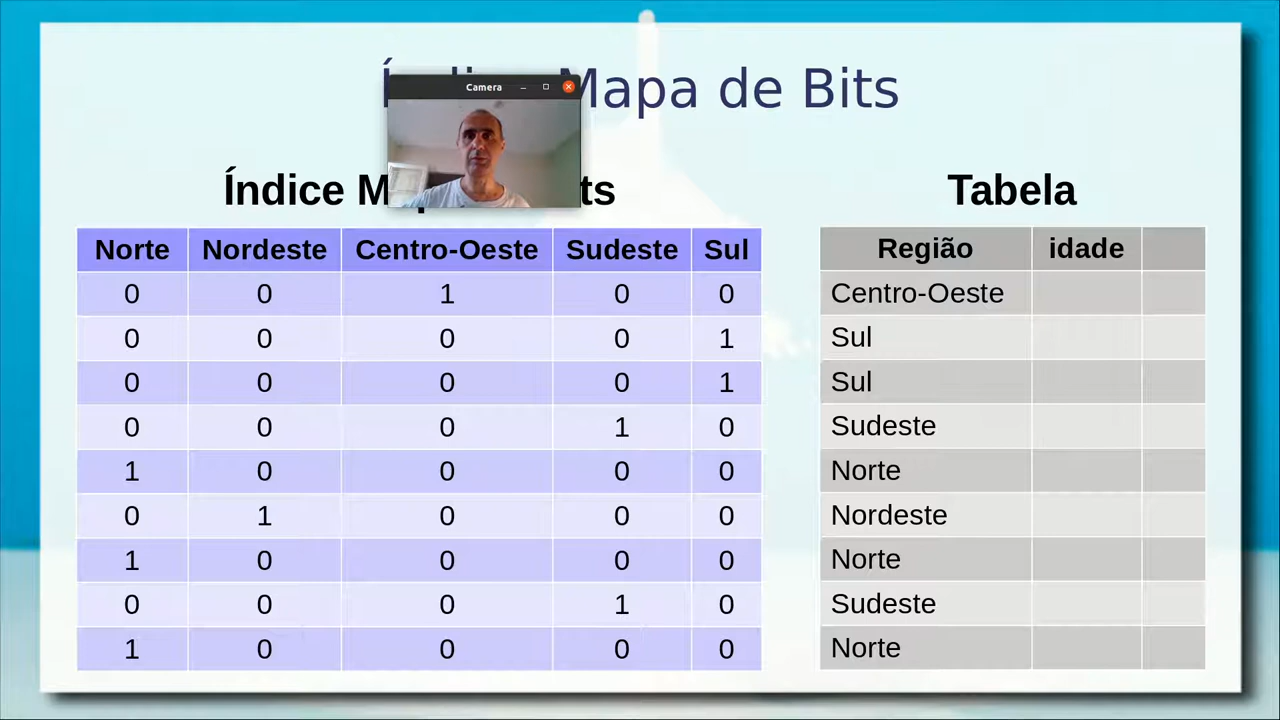 Mapa de Bits
Camera
Índice
Tabela
Norte Nordeste Centro-Oeste Sudeste Sul
0 0 1 0 0
0 0 0 0 1
0 0 0 0 1
0 0 0 1 0
1 0 0 0 0
0 1 0 0 0
1 0 0 0 0
0 0 0 1 0
1 0 0 0 0
Região idade
Centro-Oeste
Sul
Sul
Sudeste
Norte
Nordeste
Norte
Sudeste
Norte